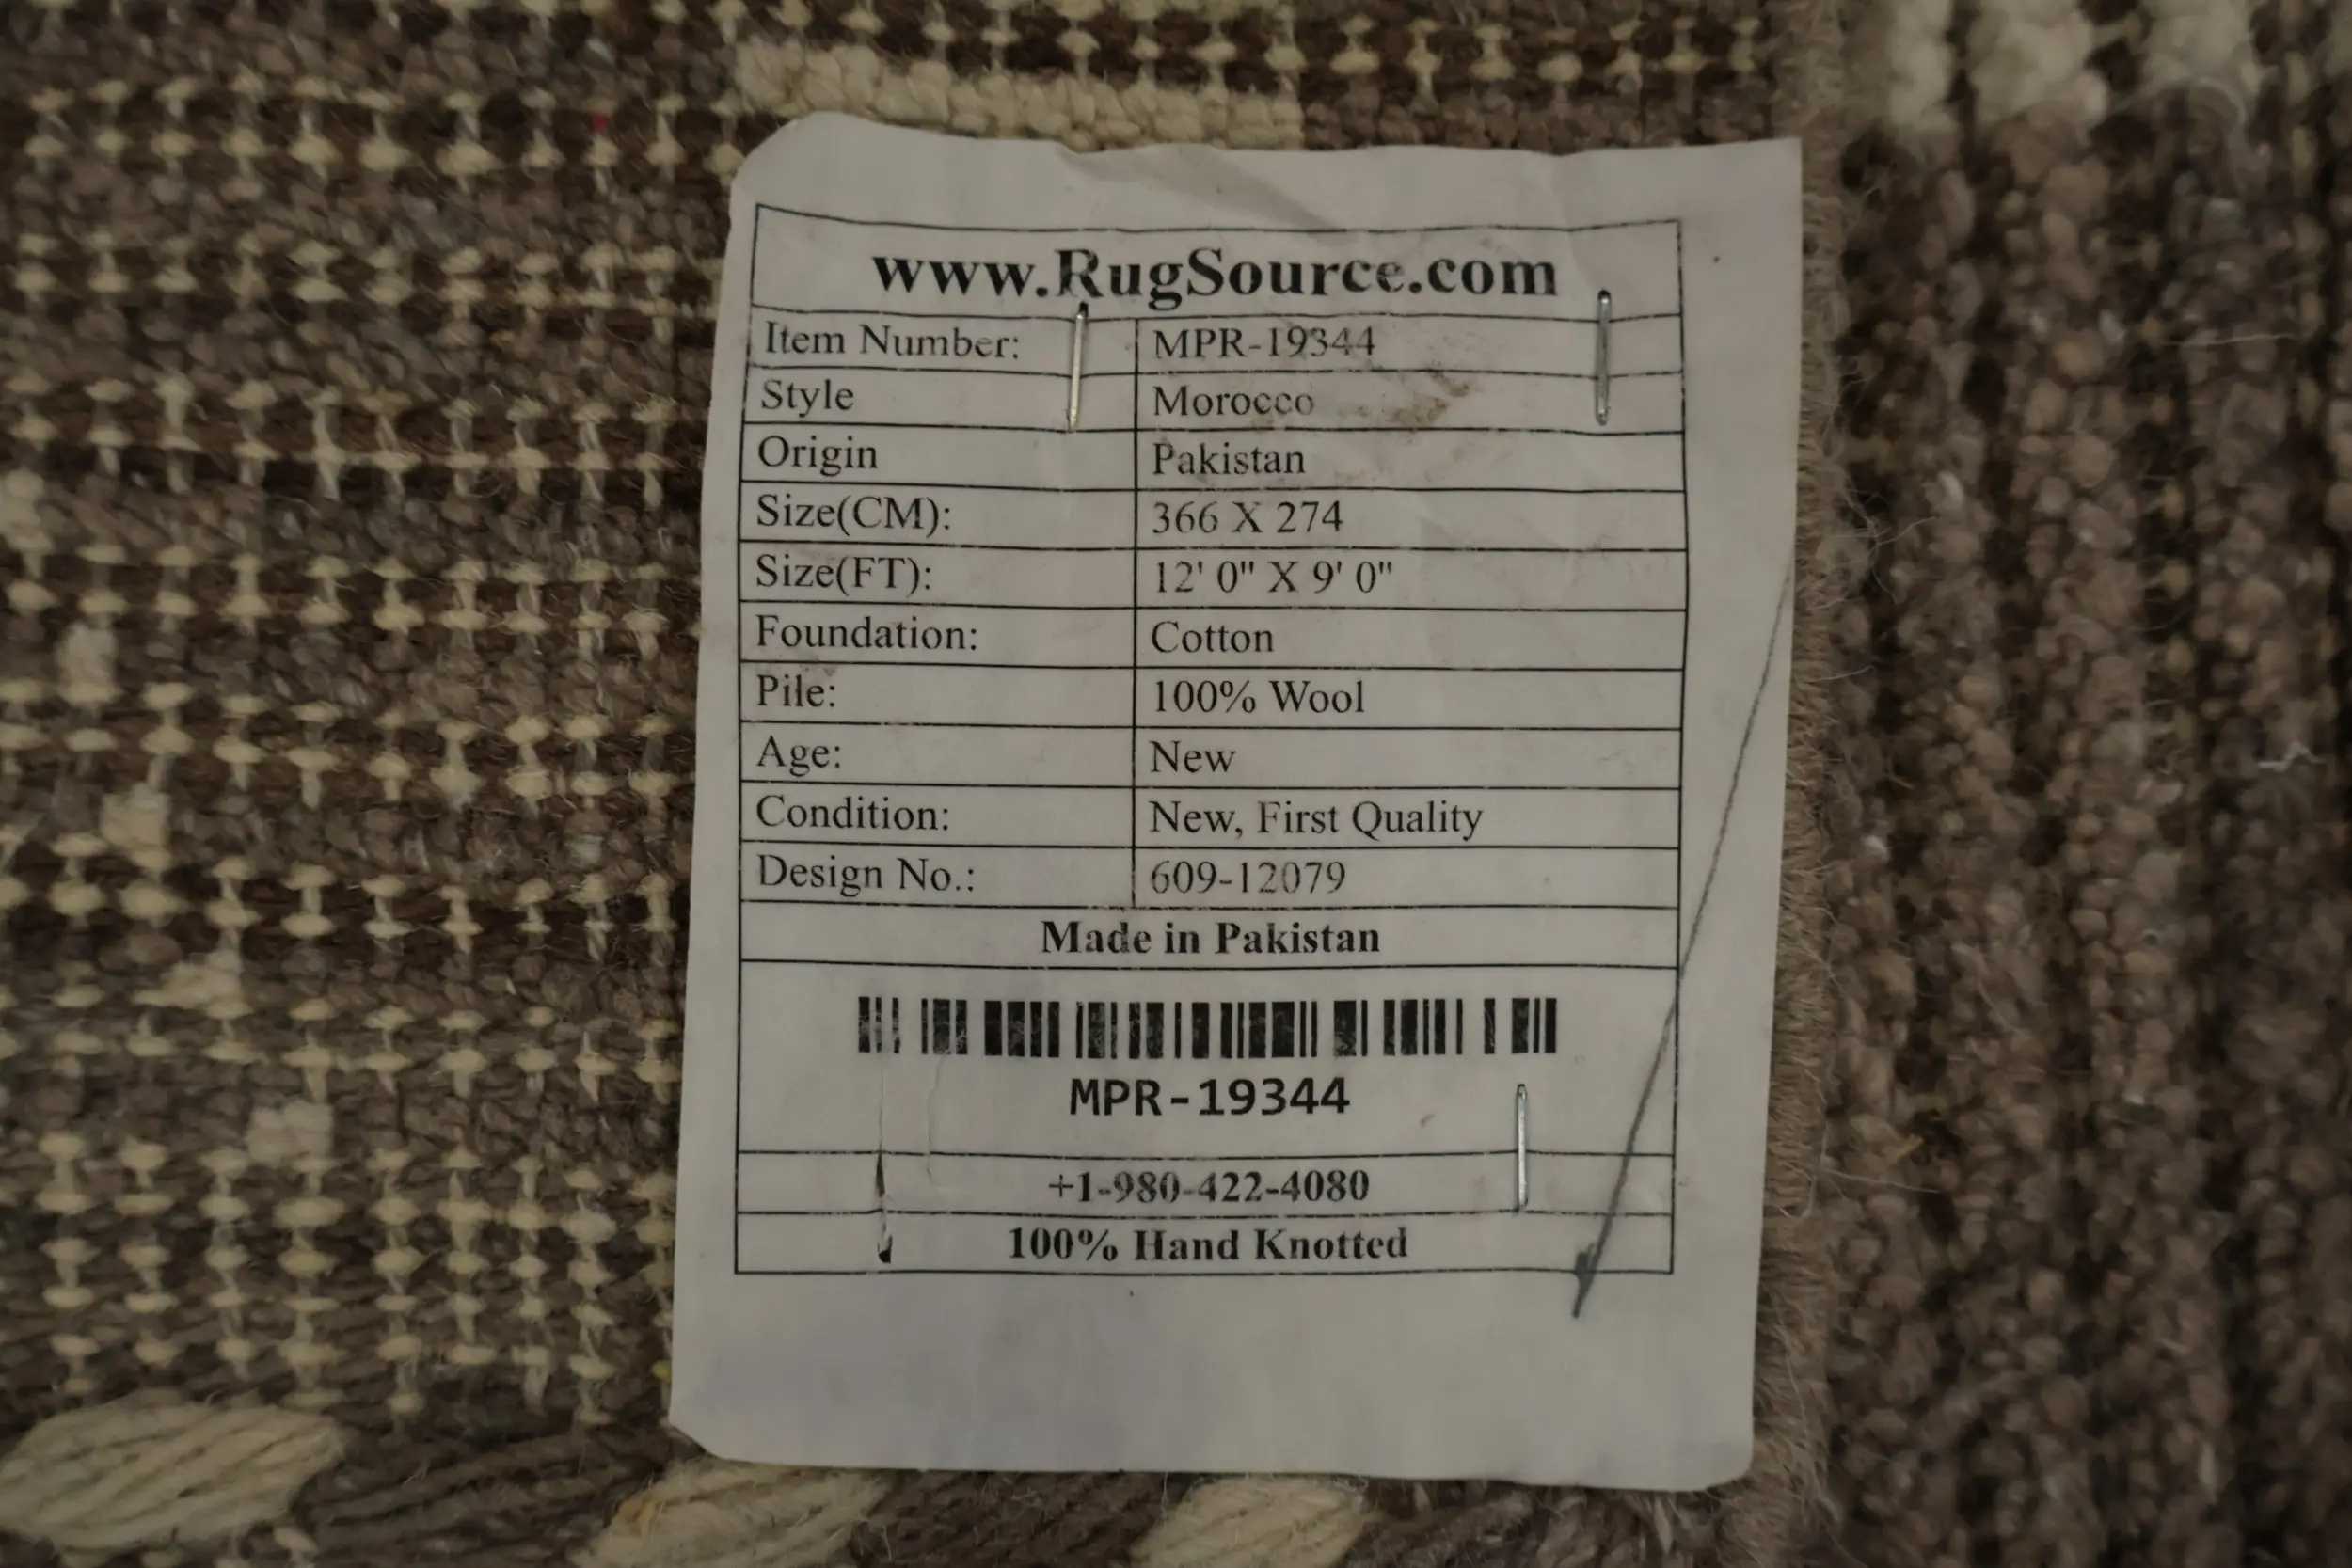 www.RugSource.com
Item Number: MPR-19344
Style Morocco
Origin Pakistan
Size(CM): 366 X 274
Size(FT): 12' 0" X 9' 0"
Foundation: Cotton
Pile: 100% Wool
Age: New
Condition: New, First Quality
Design No.: 609-12079
Made in Pakistan
MPR-19344
+1-980-422-4080
100% Hand Knotted